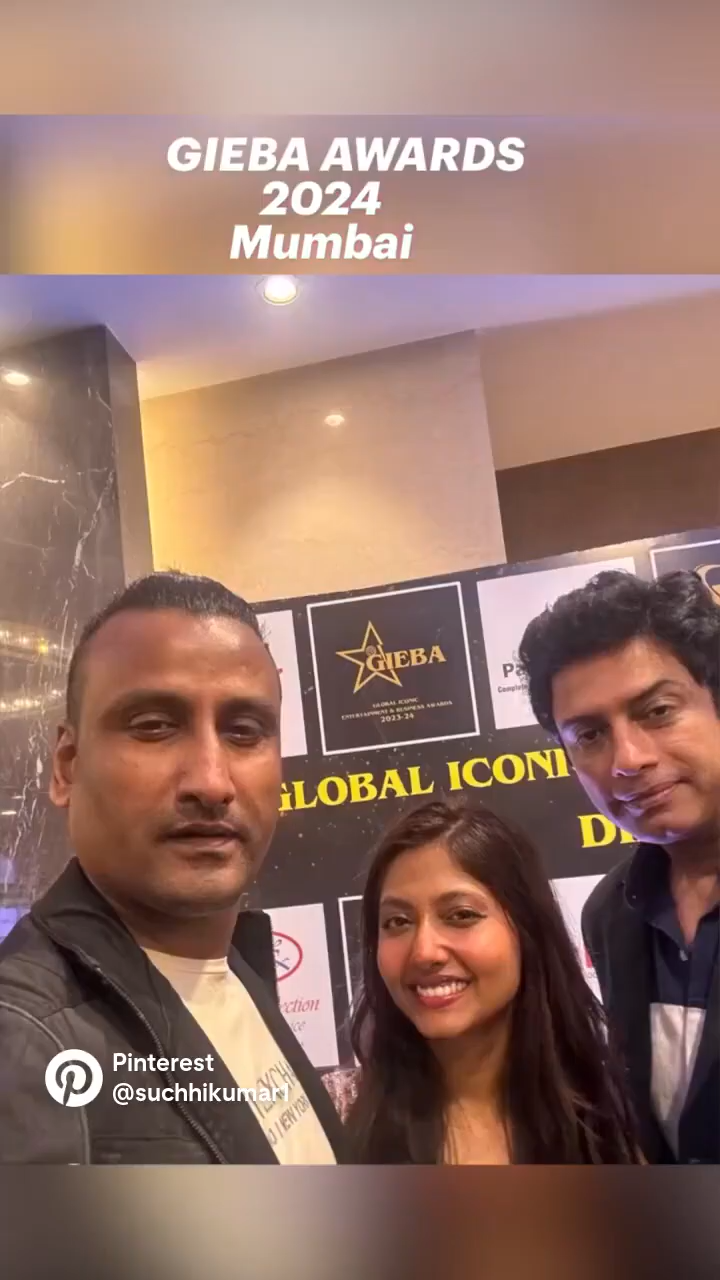 GIEBA AWARDS
2024
Mumbai
GIEBA
GLOBAL ICONIC
ENTERTAINMENT & BUSINESS AWARDS
2023-24
GLOBAL ICONI
Pinterest
@suchhikumar1